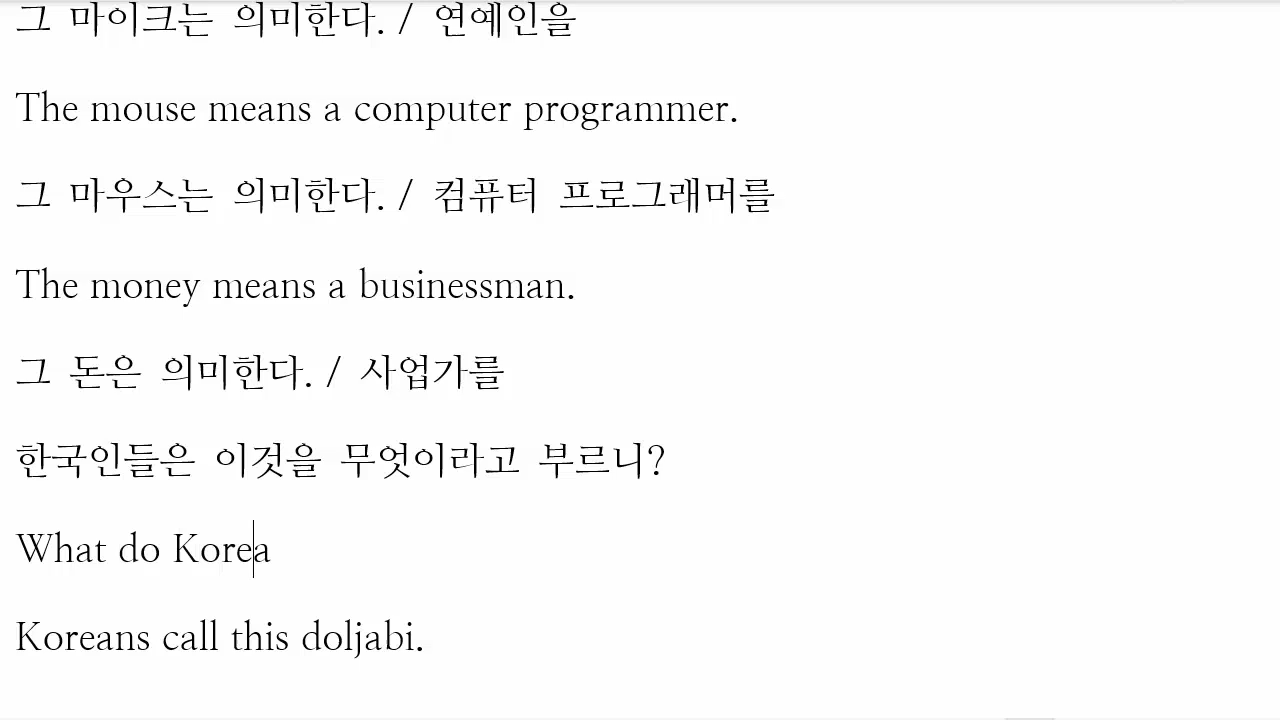 그 마이크는 의미한다. / 연예인을
The mouse means a computer programmer.
그 마우스는 의미한다. / 컴퓨터 프로그래머를
The money means a businessman.
그 돈은 의미한다. / 사업가를
한국인들은 이것을 무엇이라고 부르니?
What do Korea
Koreans call this doljabi.